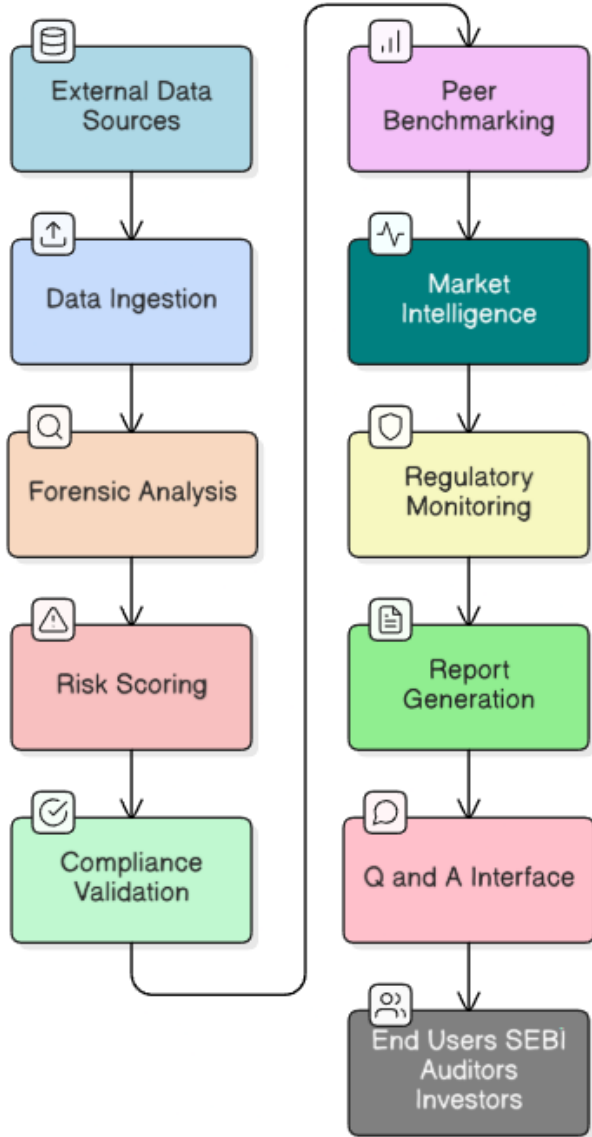 External Data
Sources
Data Ingestion
Forensic Analysis
Risk Scoring
Compliance
Validation
Peer
Benchmarking
Market
Intelligence
Regulatory
Monitoring
Report
Generation
Q and A Interface
End Users SEBI
Auditors
Investors